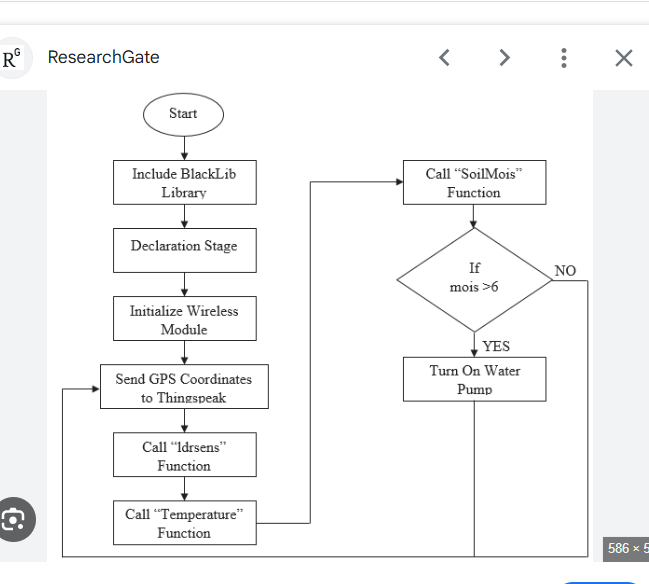 RG
ResearchGate
Start
Include BlackLib
Library
Declaration Stage
Initialize Wireless
Module
Send GPS Coordinates
to Thingspeak
Call “ldrsens”
Function
Call “Temperature”
Function
Call “SoilMois”
Function
If
mois >6
NO
YES
Turn On Water
Pump
586 ×